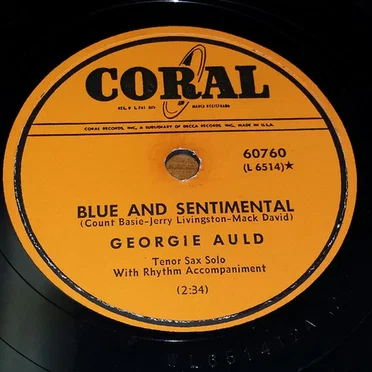 CORAL
REG. U.S. PAT. OFF. MARCA REGISTRADA
CORAL RECORDS, INC., A SUBSIDIARY OF DECCA RECORDS, INC., MADE IN U.S.A.
60760
(L 6514)★
BLUE AND SENTIMENTAL
(Count Basie-Jerry Livingston-Mack David)
GEORGIE AULD
Tenor Sax Solo
With Rhythm Accompaniment
(2:34)